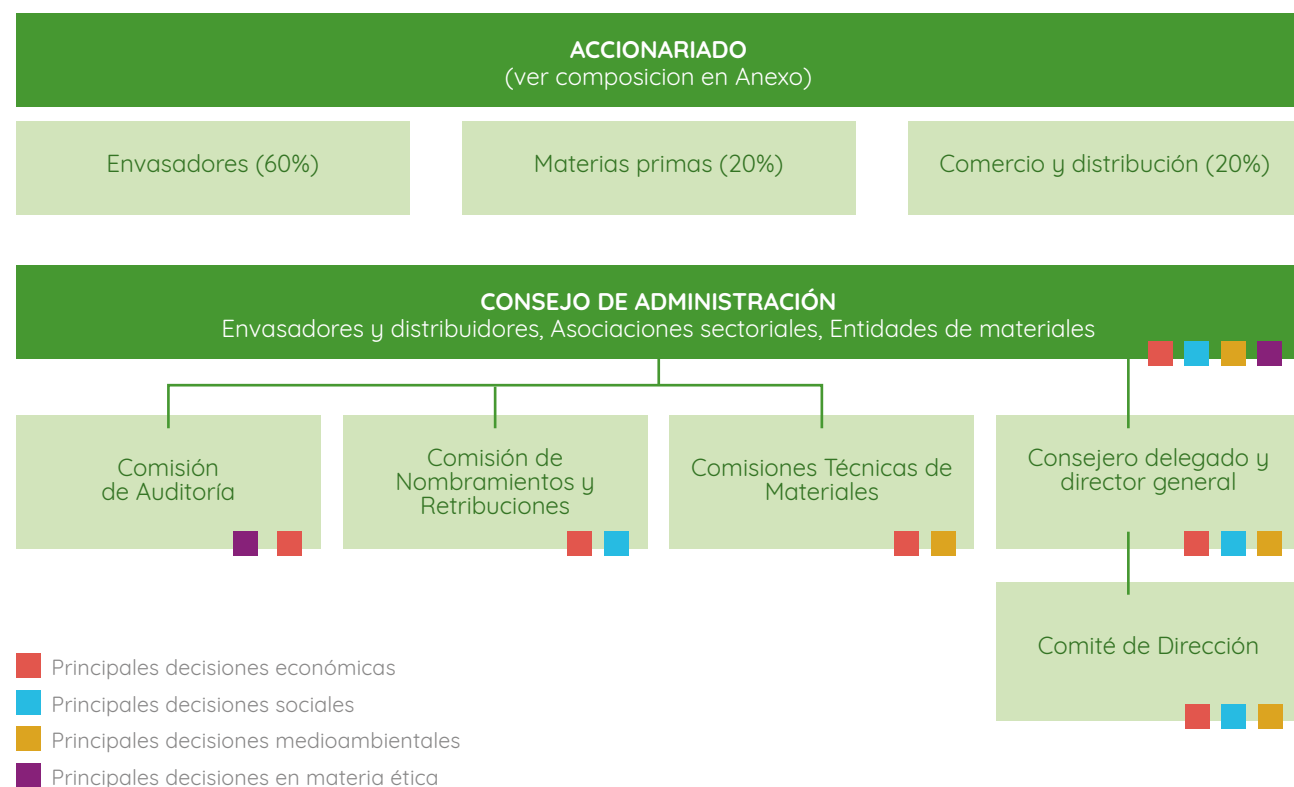 ACCIONARIADO
(ver composicion en Anexo)
Envasadores (60%)
Materias primas (20%)
Comercio y distribución (20%)
CONSEJO DE ADMINISTRACIÓN
Envasadores y distribuidores, Asociaciones sectoriales, Entidades de materiales
Comisión
de Auditoría
Comisión de
Nombramientos y
Retribuciones
Comisiones Técnicas de
Materiales
Consejero delegado y
director general
Comité de Dirección
Principales decisiones económicas
Principales decisiones sociales
Principales decisiones medioambientales
Principales decisiones en materia ética